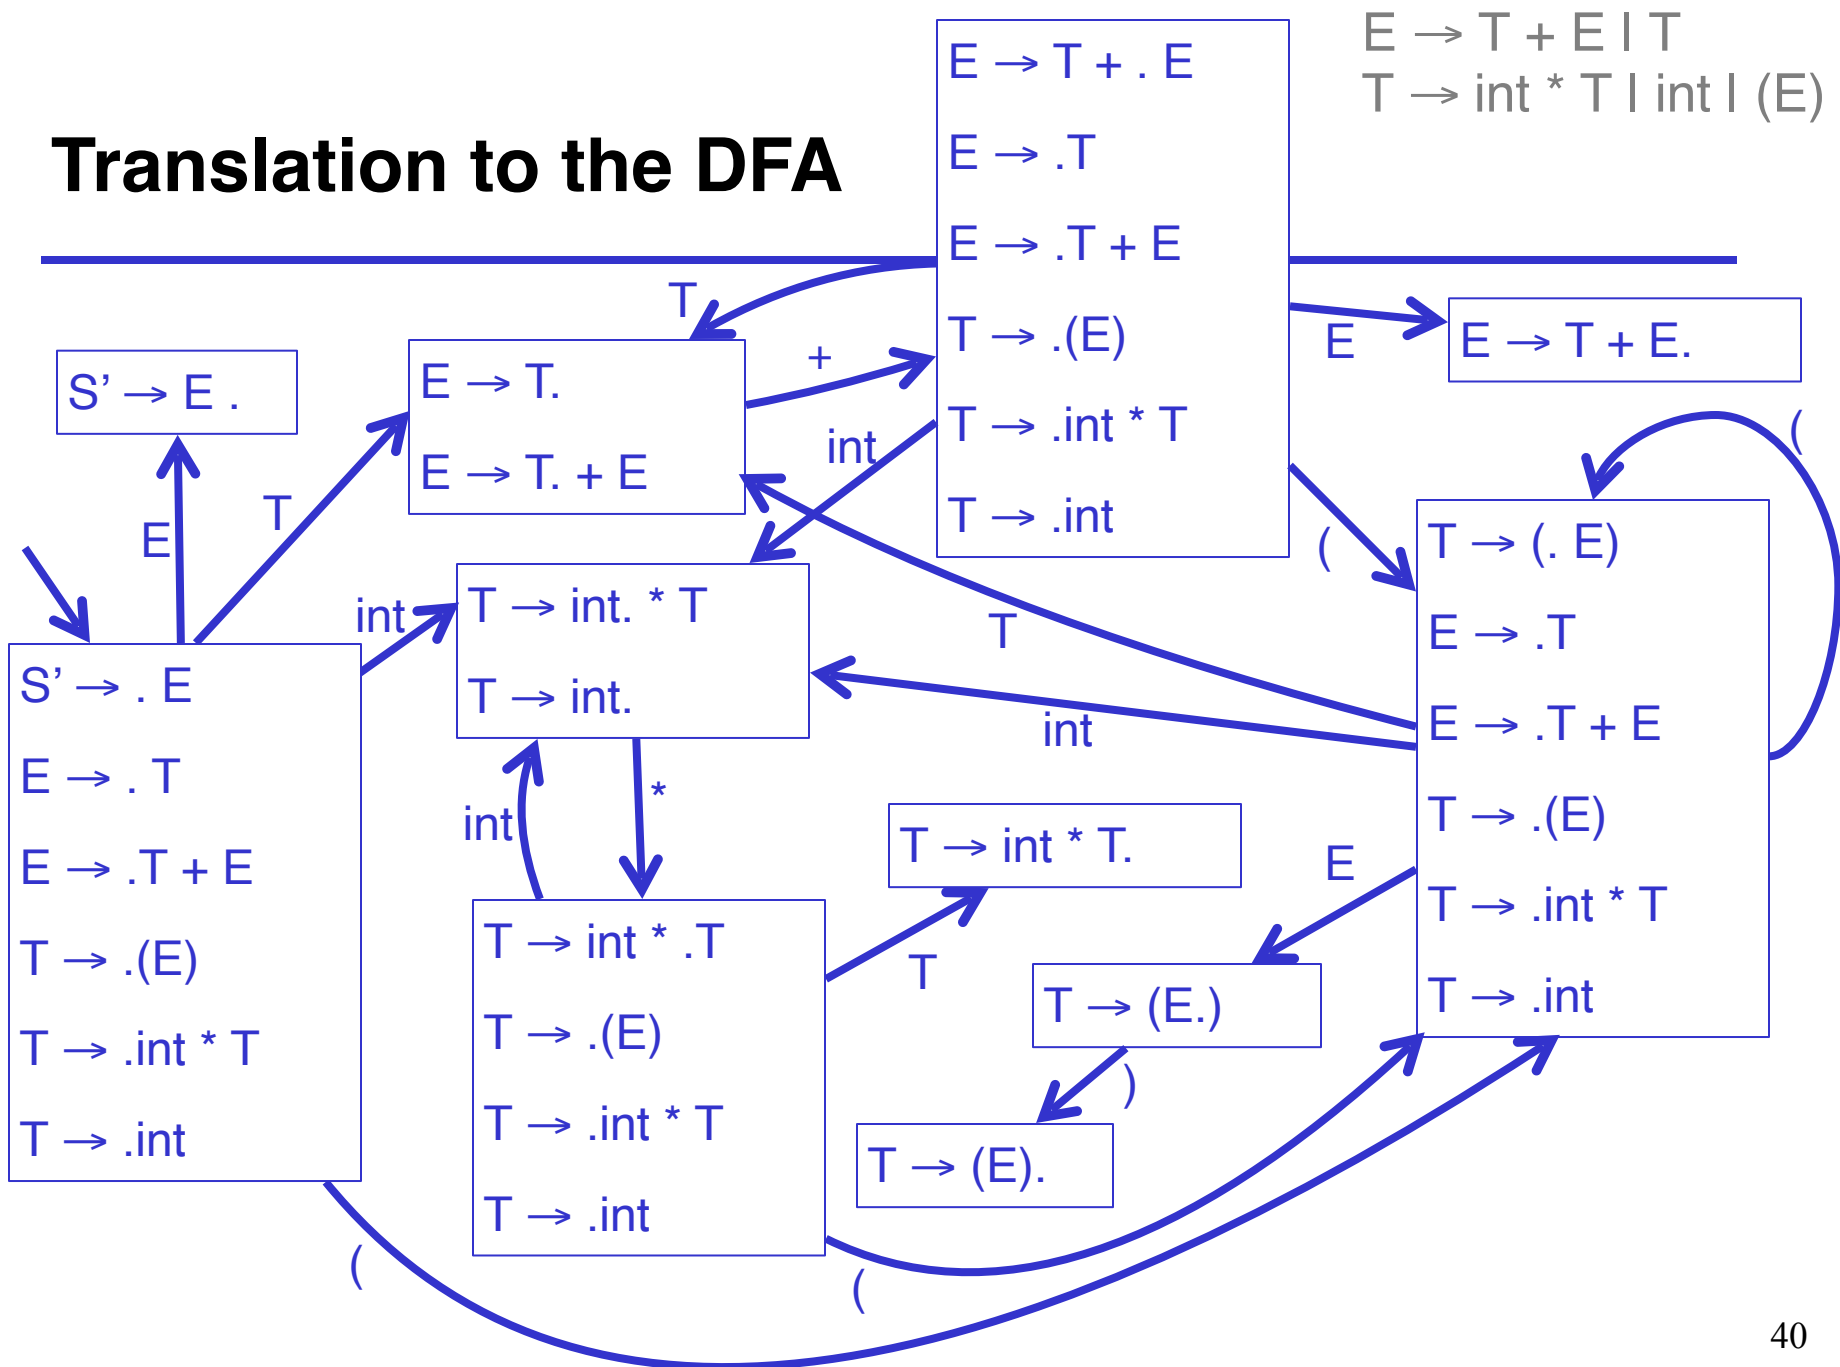 E → T + E | T
T → int * T | int | (E)
Translation to the DFA
E → T + . E
E → .T
E → .T + E
T → .(E)
T → .int * T
T → .int
T
+
E
E → T + E.
S’ → E .
E → T.
E → T. + E
int
(
(
E
T
int
T → int. * T
T → int.
T
int
T → (. E)
E → .T
E → .T + E
T → .(E)
T → .int * T
T → .int
S’ → . E
E → . T
E → .T + E
T → .(E)
T → .int * T
T → .int
int
*
T → int * T.
E
T → int * .T
T → .(E)
T → .int * T
T → .int
T
T → (E.)
)
T → (E).
(
(
40